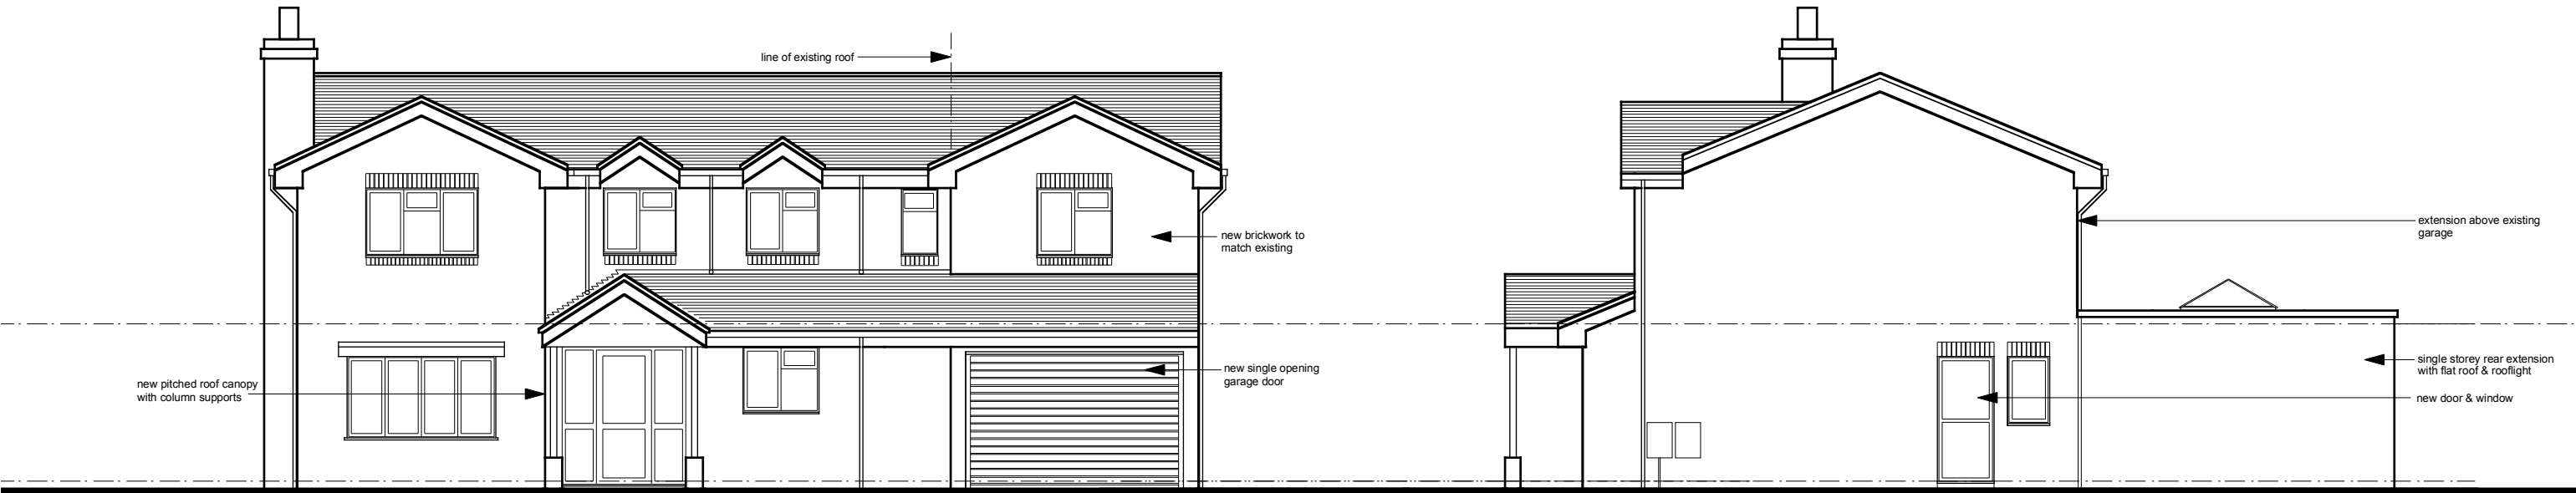 line of existing roof
new brickwork to
match existing
new single opening
garage door
new pitched roof canopy
with column supports
extension above existing
garage
single storey rear extension
with flat roof & rooflight
new door & window